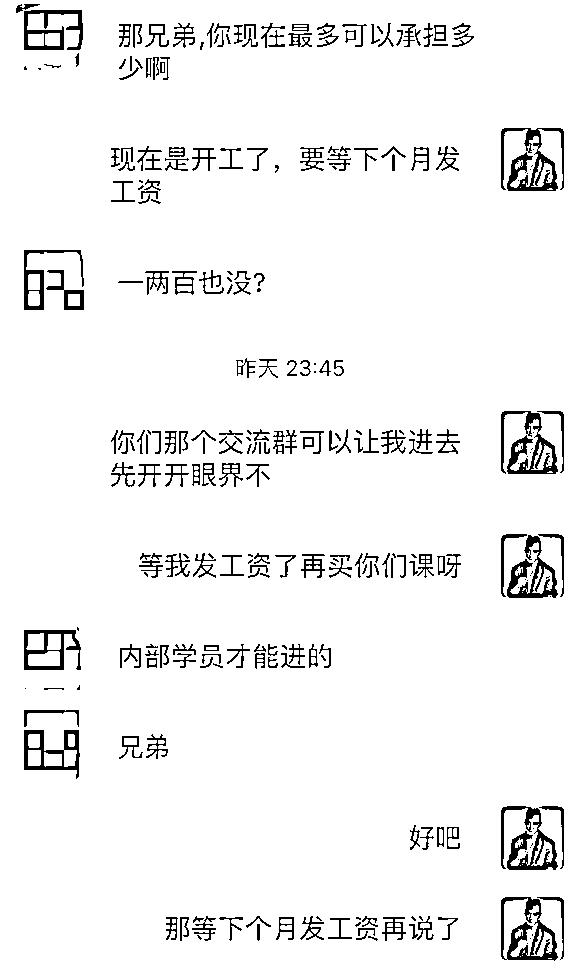 那兄弟,你现在最多可以承担多
少啊
现在是开工了，要等下个月发
工资
一两百也没?
昨天 23:45
你们那个交流群可以让我进去
先开开眼界不
等我发工资了再买你们课呀
内部学员才能进的
兄弟
好吧
那等下个月发工资再说了